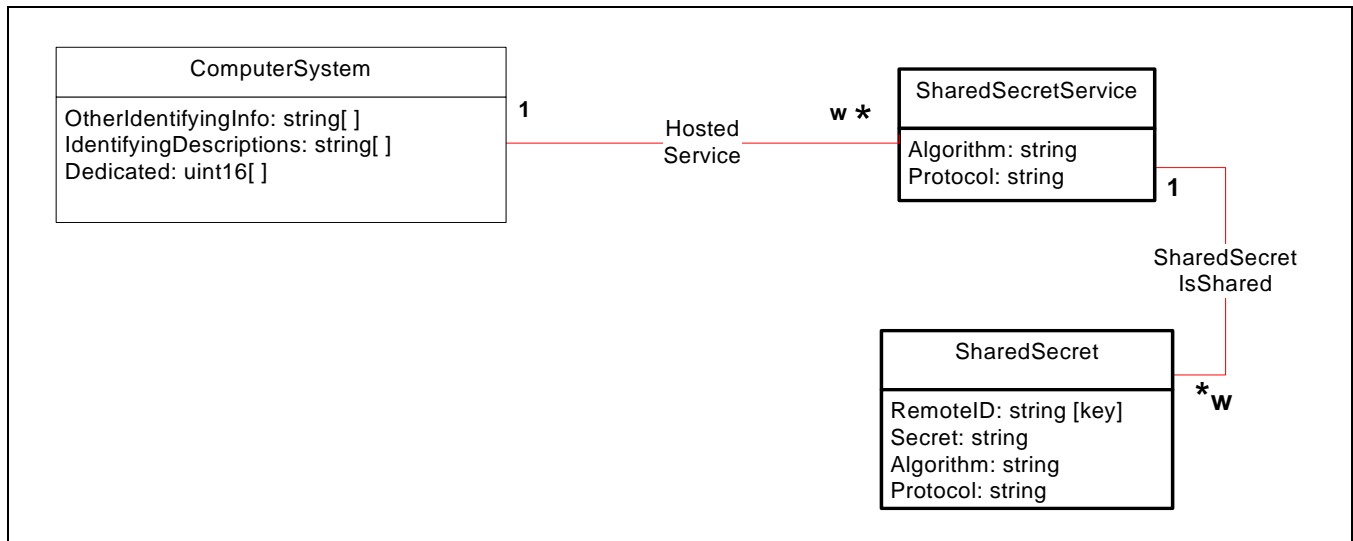 ComputerSystem
OtherIdentifyingInfo: string[ ]
IdentifyingDescriptions: string[ ]
Dedicated: uint16[ ]
1
Hosted
Service
w *
SharedSecretService
Algorithm: string
Protocol: string
1
SharedSecret
IsShared
*w
SharedSecret
RemoteID: string [key]
Secret: string
Algorithm: string
Protocol: string